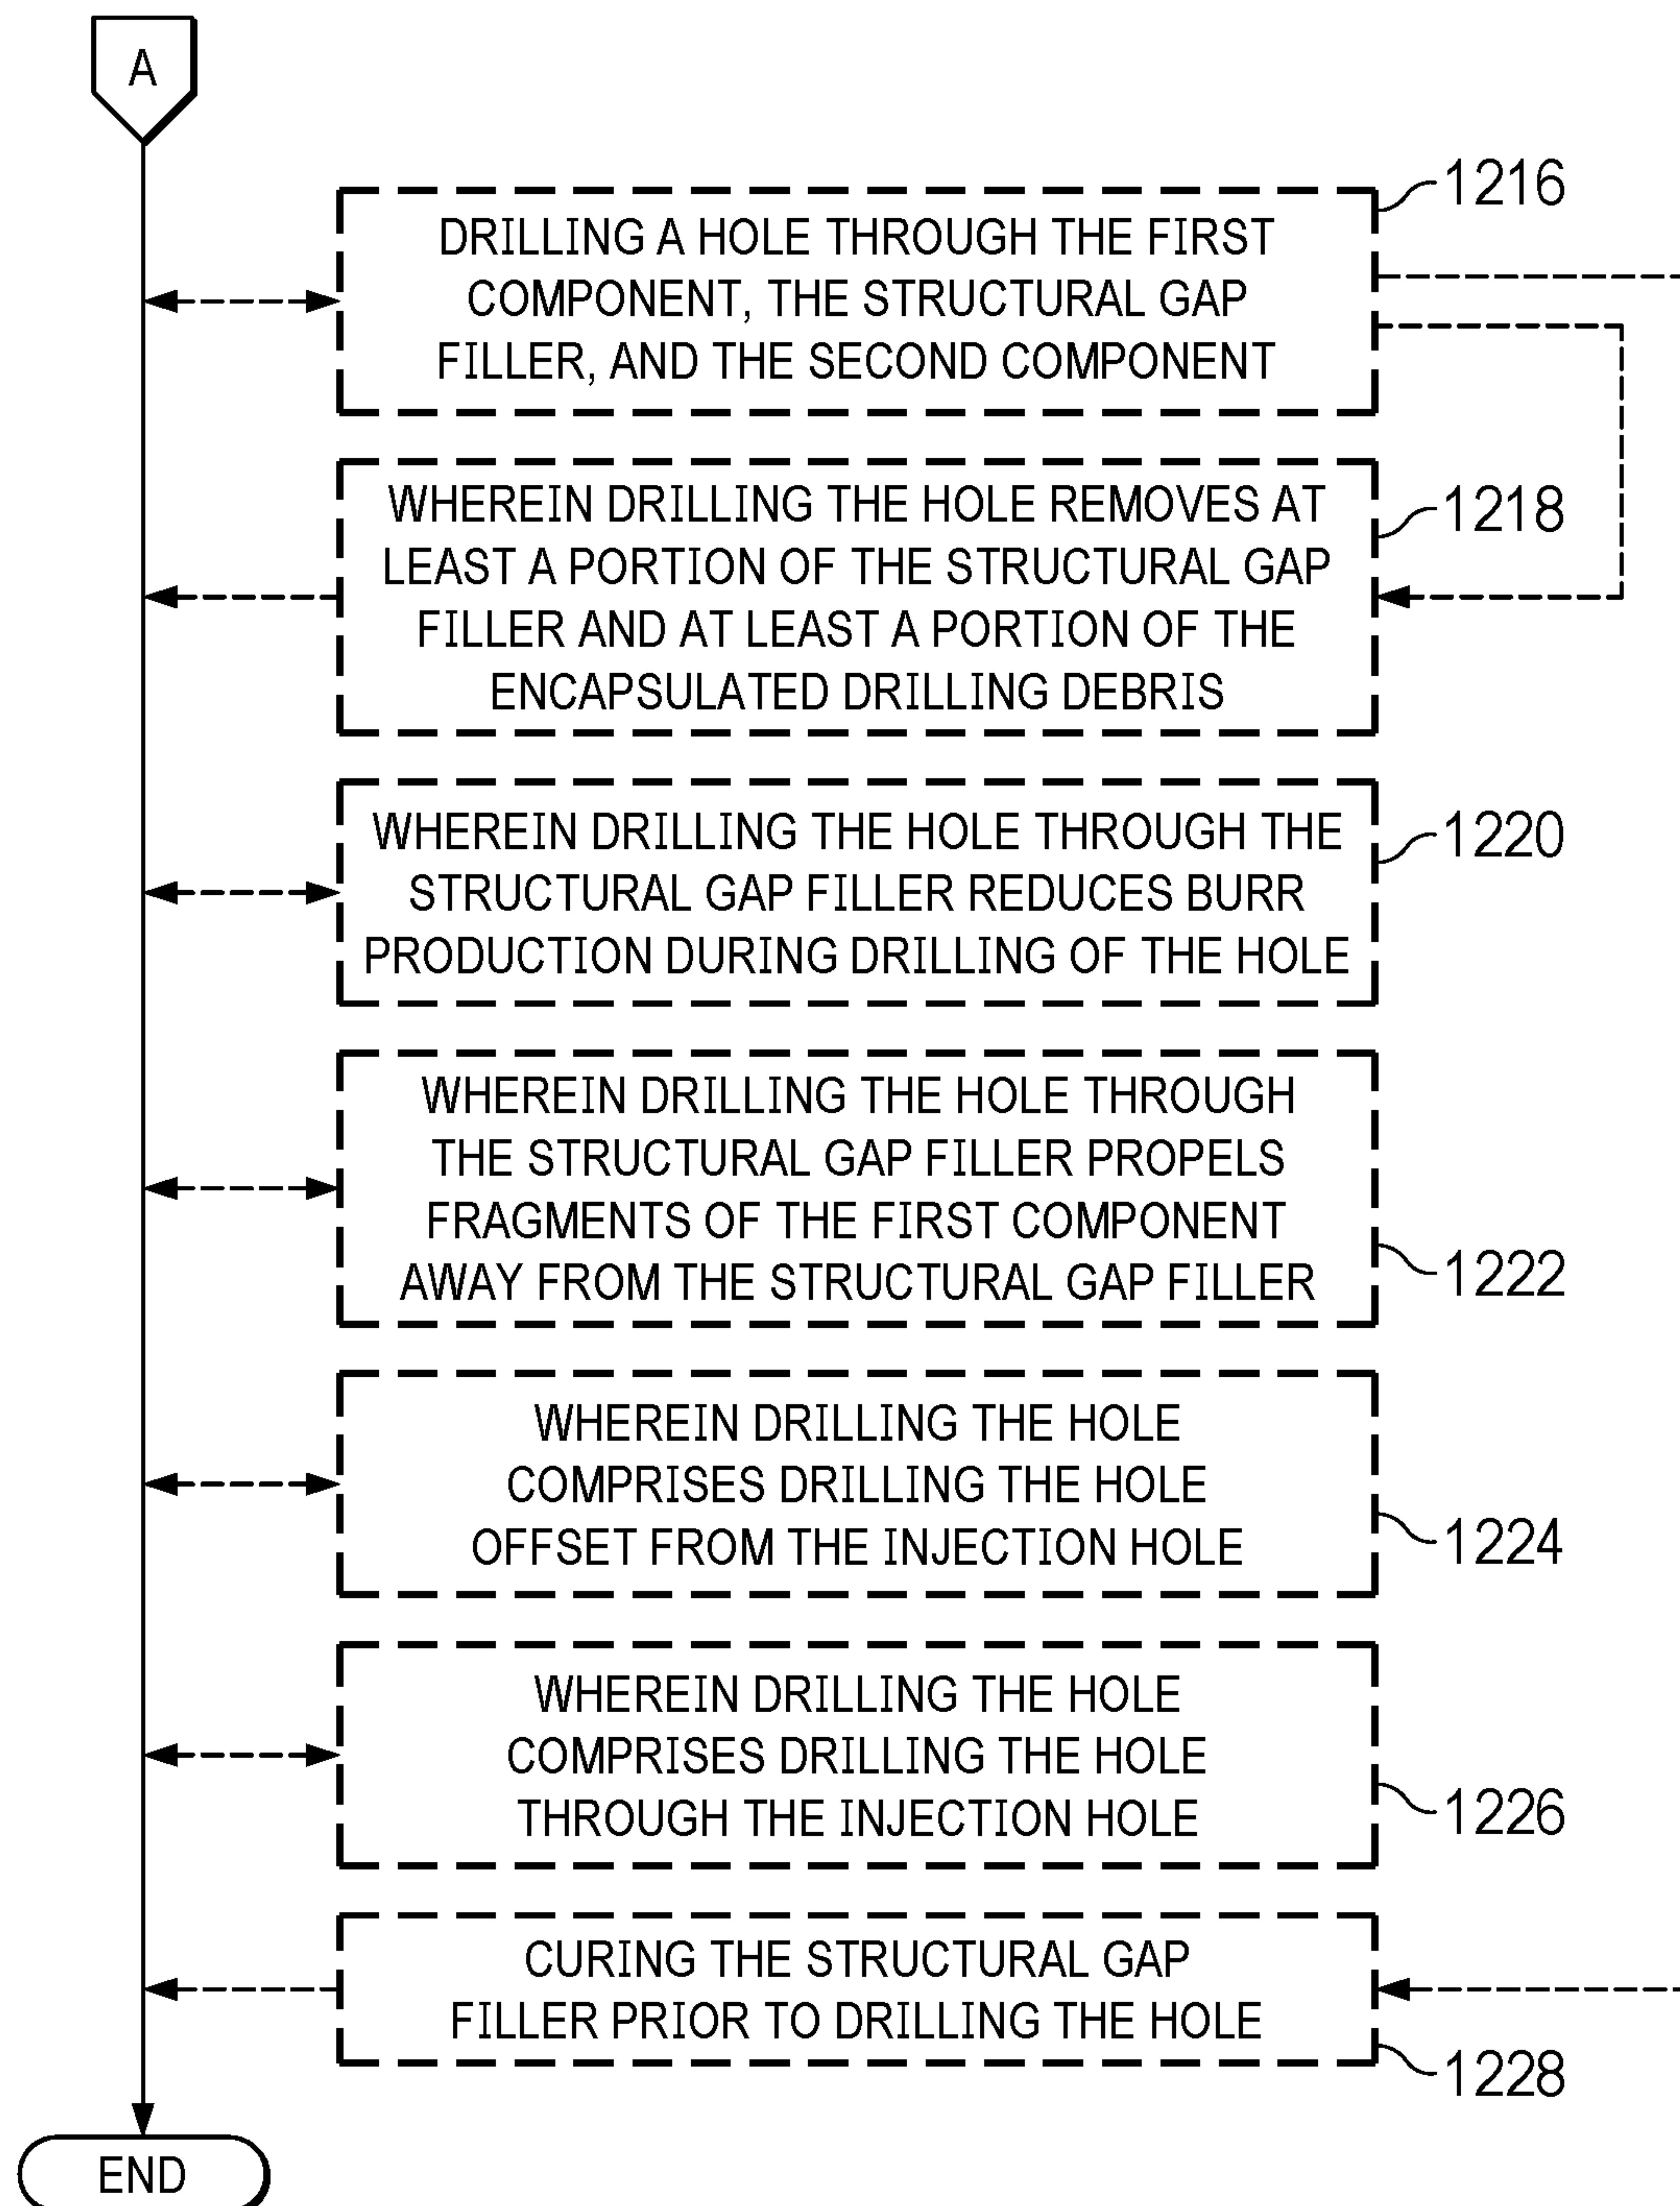 A
DRILLING A HOLE THROUGH THE FIRST
COMPONENT, THE STRUCTURAL GAP
FILLER, AND THE SECOND COMPONENT
1216
WHEREIN DRILLING THE HOLE REMOVES AT
LEAST A PORTION OF THE STRUCTURAL GAP
FILLER AND AT LEAST A PORTION OF THE
ENCAPSULATED DRILLING DEBRIS
1218
WHEREIN DRILLING THE HOLE THROUGH THE
STRUCTURAL GAP FILLER REDUCES BURR
PRODUCTION DURING DRILLING OF THE HOLE
1220
WHEREIN DRILLING THE HOLE THROUGH
THE STRUCTURAL GAP FILLER PROPELS
FRAGMENTS OF THE FIRST COMPONENT
AWAY FROM THE STRUCTURAL GAP FILLER
1222
WHEREIN DRILLING THE HOLE
COMPRISES DRILLING THE HOLE
OFFSET FROM THE INJECTION HOLE
1224
WHEREIN DRILLING THE HOLE
COMPRISES DRILLING THE HOLE
THROUGH THE INJECTION HOLE
1226
CURING THE STRUCTURAL GAP
FILLER PRIOR TO DRILLING THE HOLE
1228
END